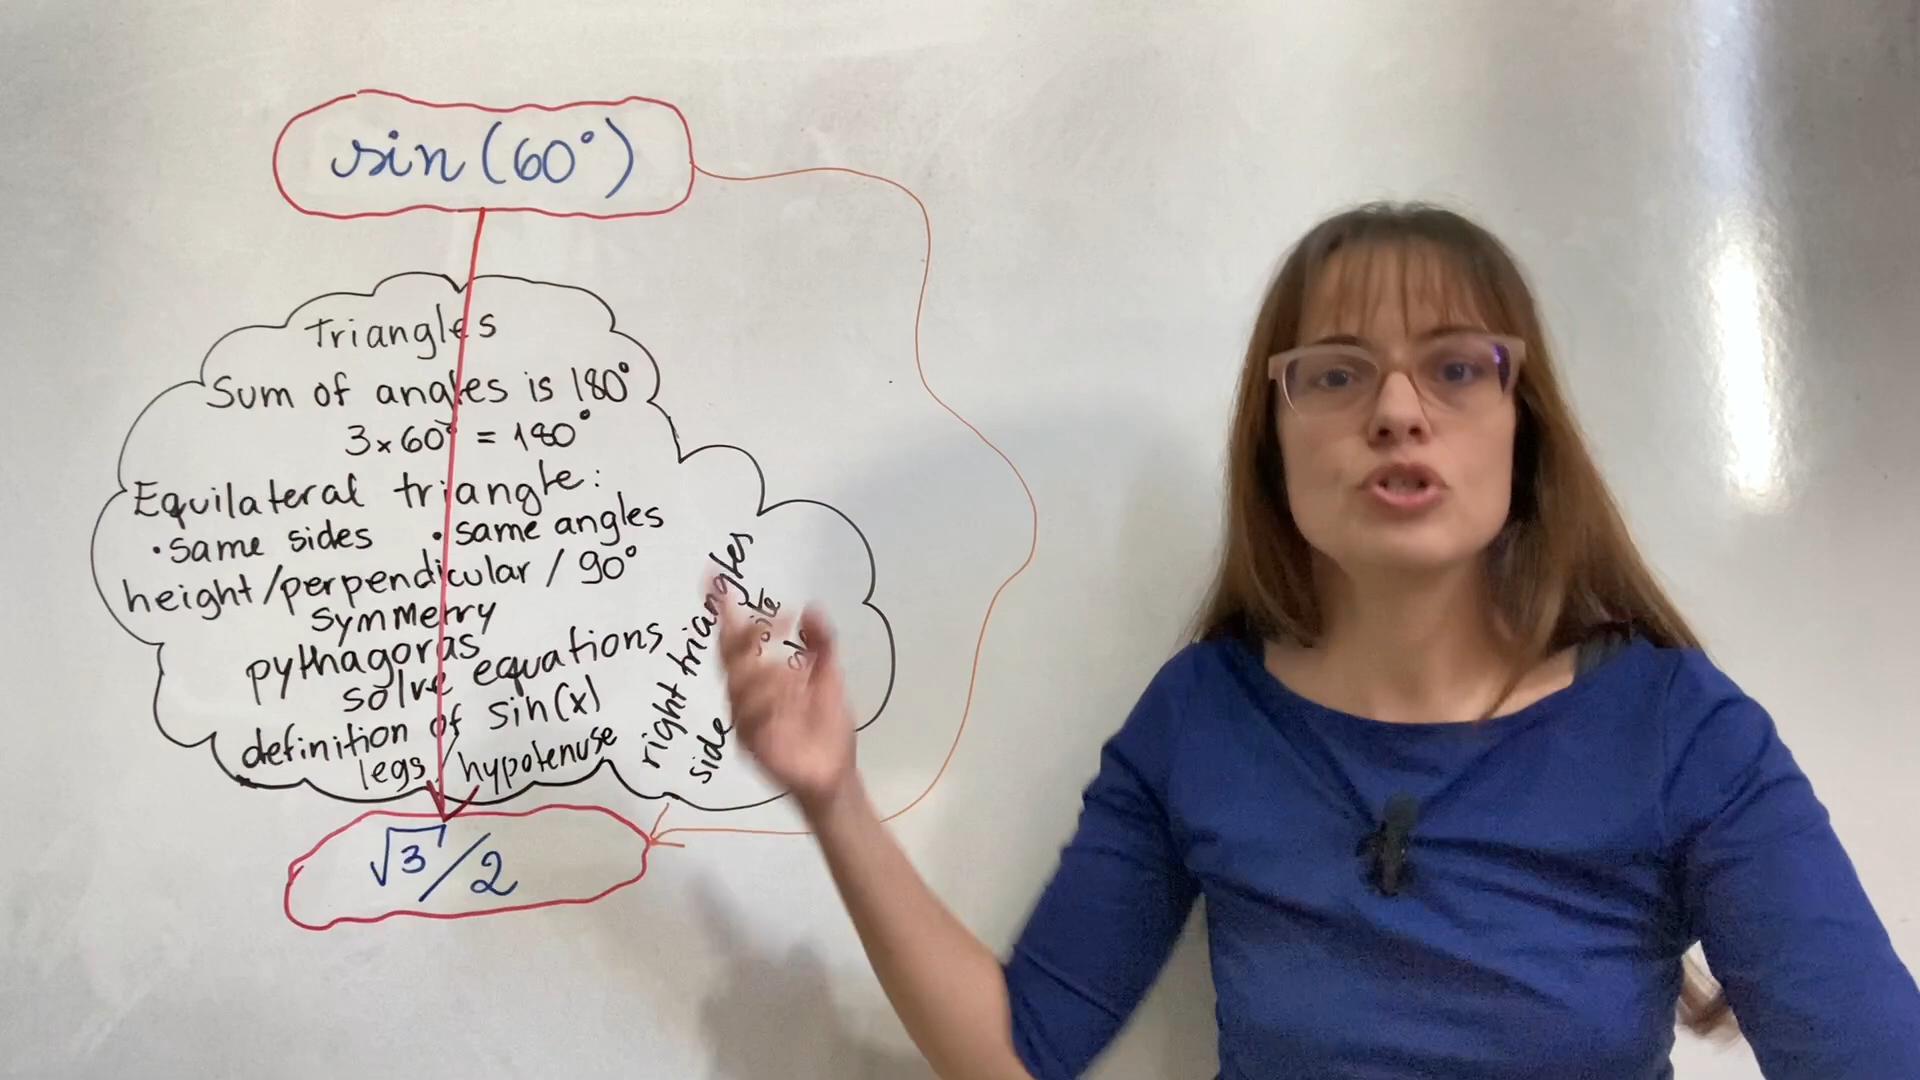 sin(60°)
Triangles
Sum of angles is 180°
3×60° = 180°
Equilateral triangle:
• same sides • same angles
height/perpendicular / 90°
symmetry
pythagoras
solve equations
definition of sin(x)
legs / hypotenuse
right triangles
side
√3/2